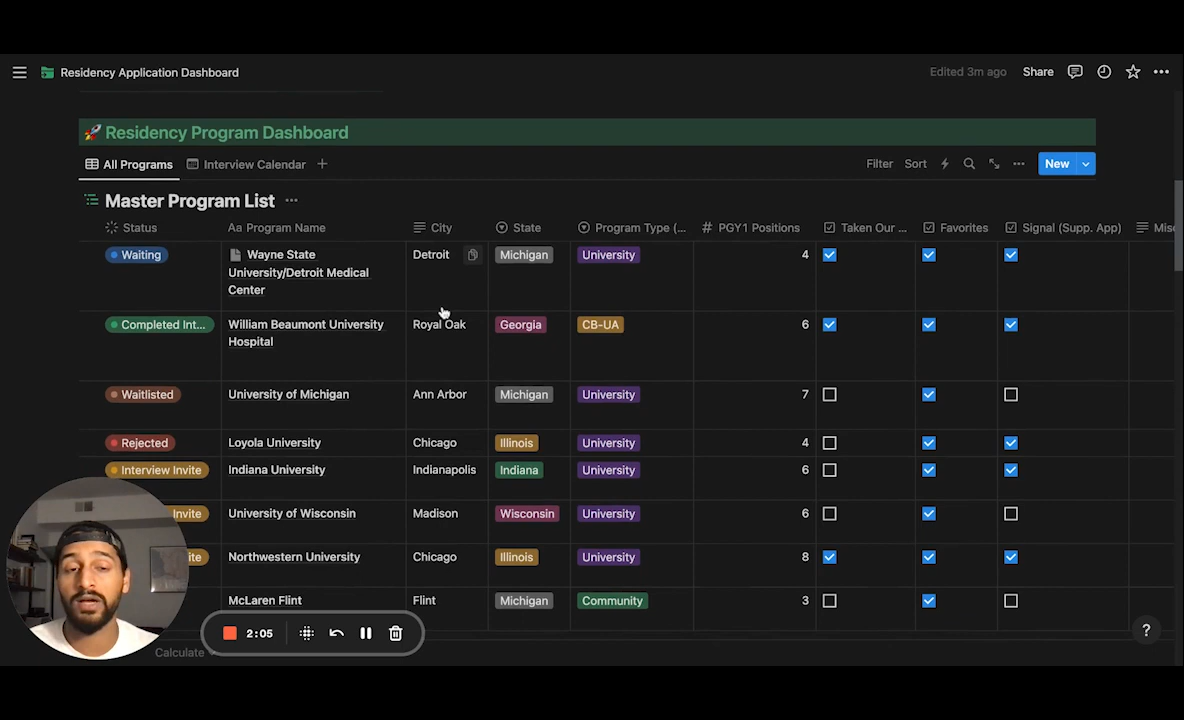 Residency Application Dashboard
Edited 3m ago
Share
Residency Program Dashboard
All Programs
Interview Calendar
Filter
Sort
New
Master Program List
Status
Aa Program Name
City
State
Program Type (...
# PGY1 Positions
Taken Our ...
Favorites
Signal (Supp. App)
Misc
Waiting
Wayne State
University/Detroit Medical
Center
Detroit
Michigan
University
4
Completed Int...
William Beaumont University
Hospital
Royal Oak
Georgia
CB-UA
6
Waitlisted
University of Michigan
Ann Arbor
Michigan
University
7
Rejected
Loyola University
Chicago
Illinois
University
4
Interview Invite
Indiana University
Indianapolis
Indiana
University
6
Invite
University of Wisconsin
Madison
Wisconsin
University
6
ite
Northwestern University
Chicago
Illinois
University
8
McLaren Flint
Flint
Michigan
Community
3
2:05
Calculate
?